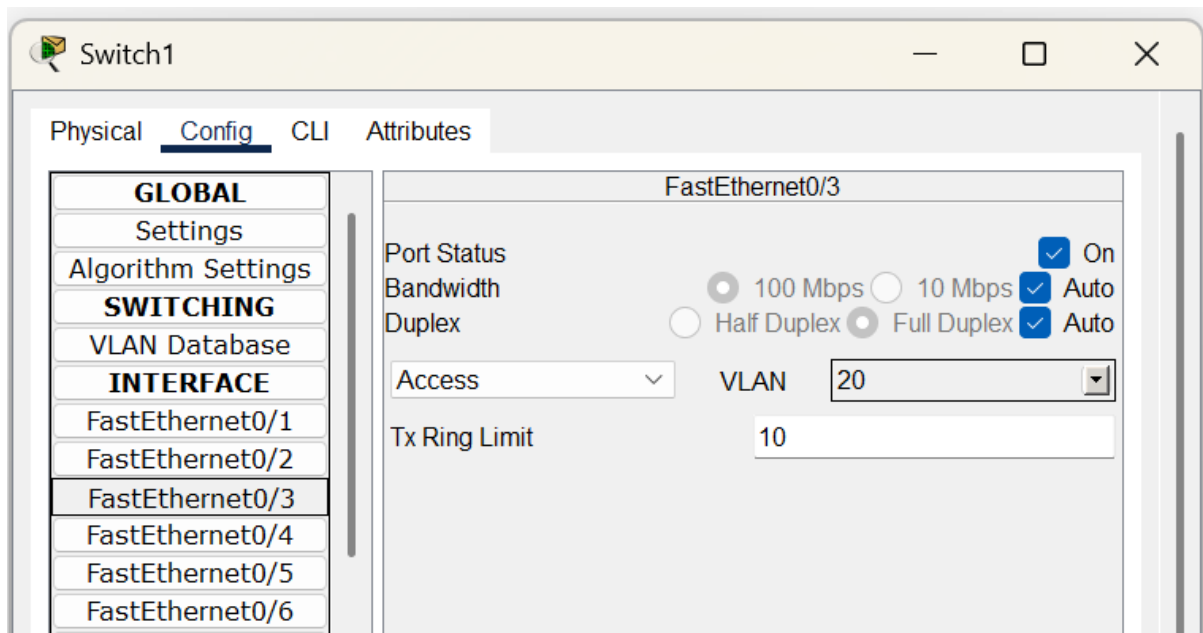 Switch1
Physical Config CLI Attributes
GLOBAL
Settings
Algorithm Settings
SWITCHING
VLAN Database
INTERFACE
FastEthernet0/1
FastEthernet0/2
FastEthernet0/3
FastEthernet0/4
FastEthernet0/5
FastEthernet0/6
FastEthernet0/3
Port Status On
Bandwidth 100 Mbps 10 Mbps Auto
Duplex Half Duplex Full Duplex Auto
Access VLAN 20
Tx Ring Limit 10